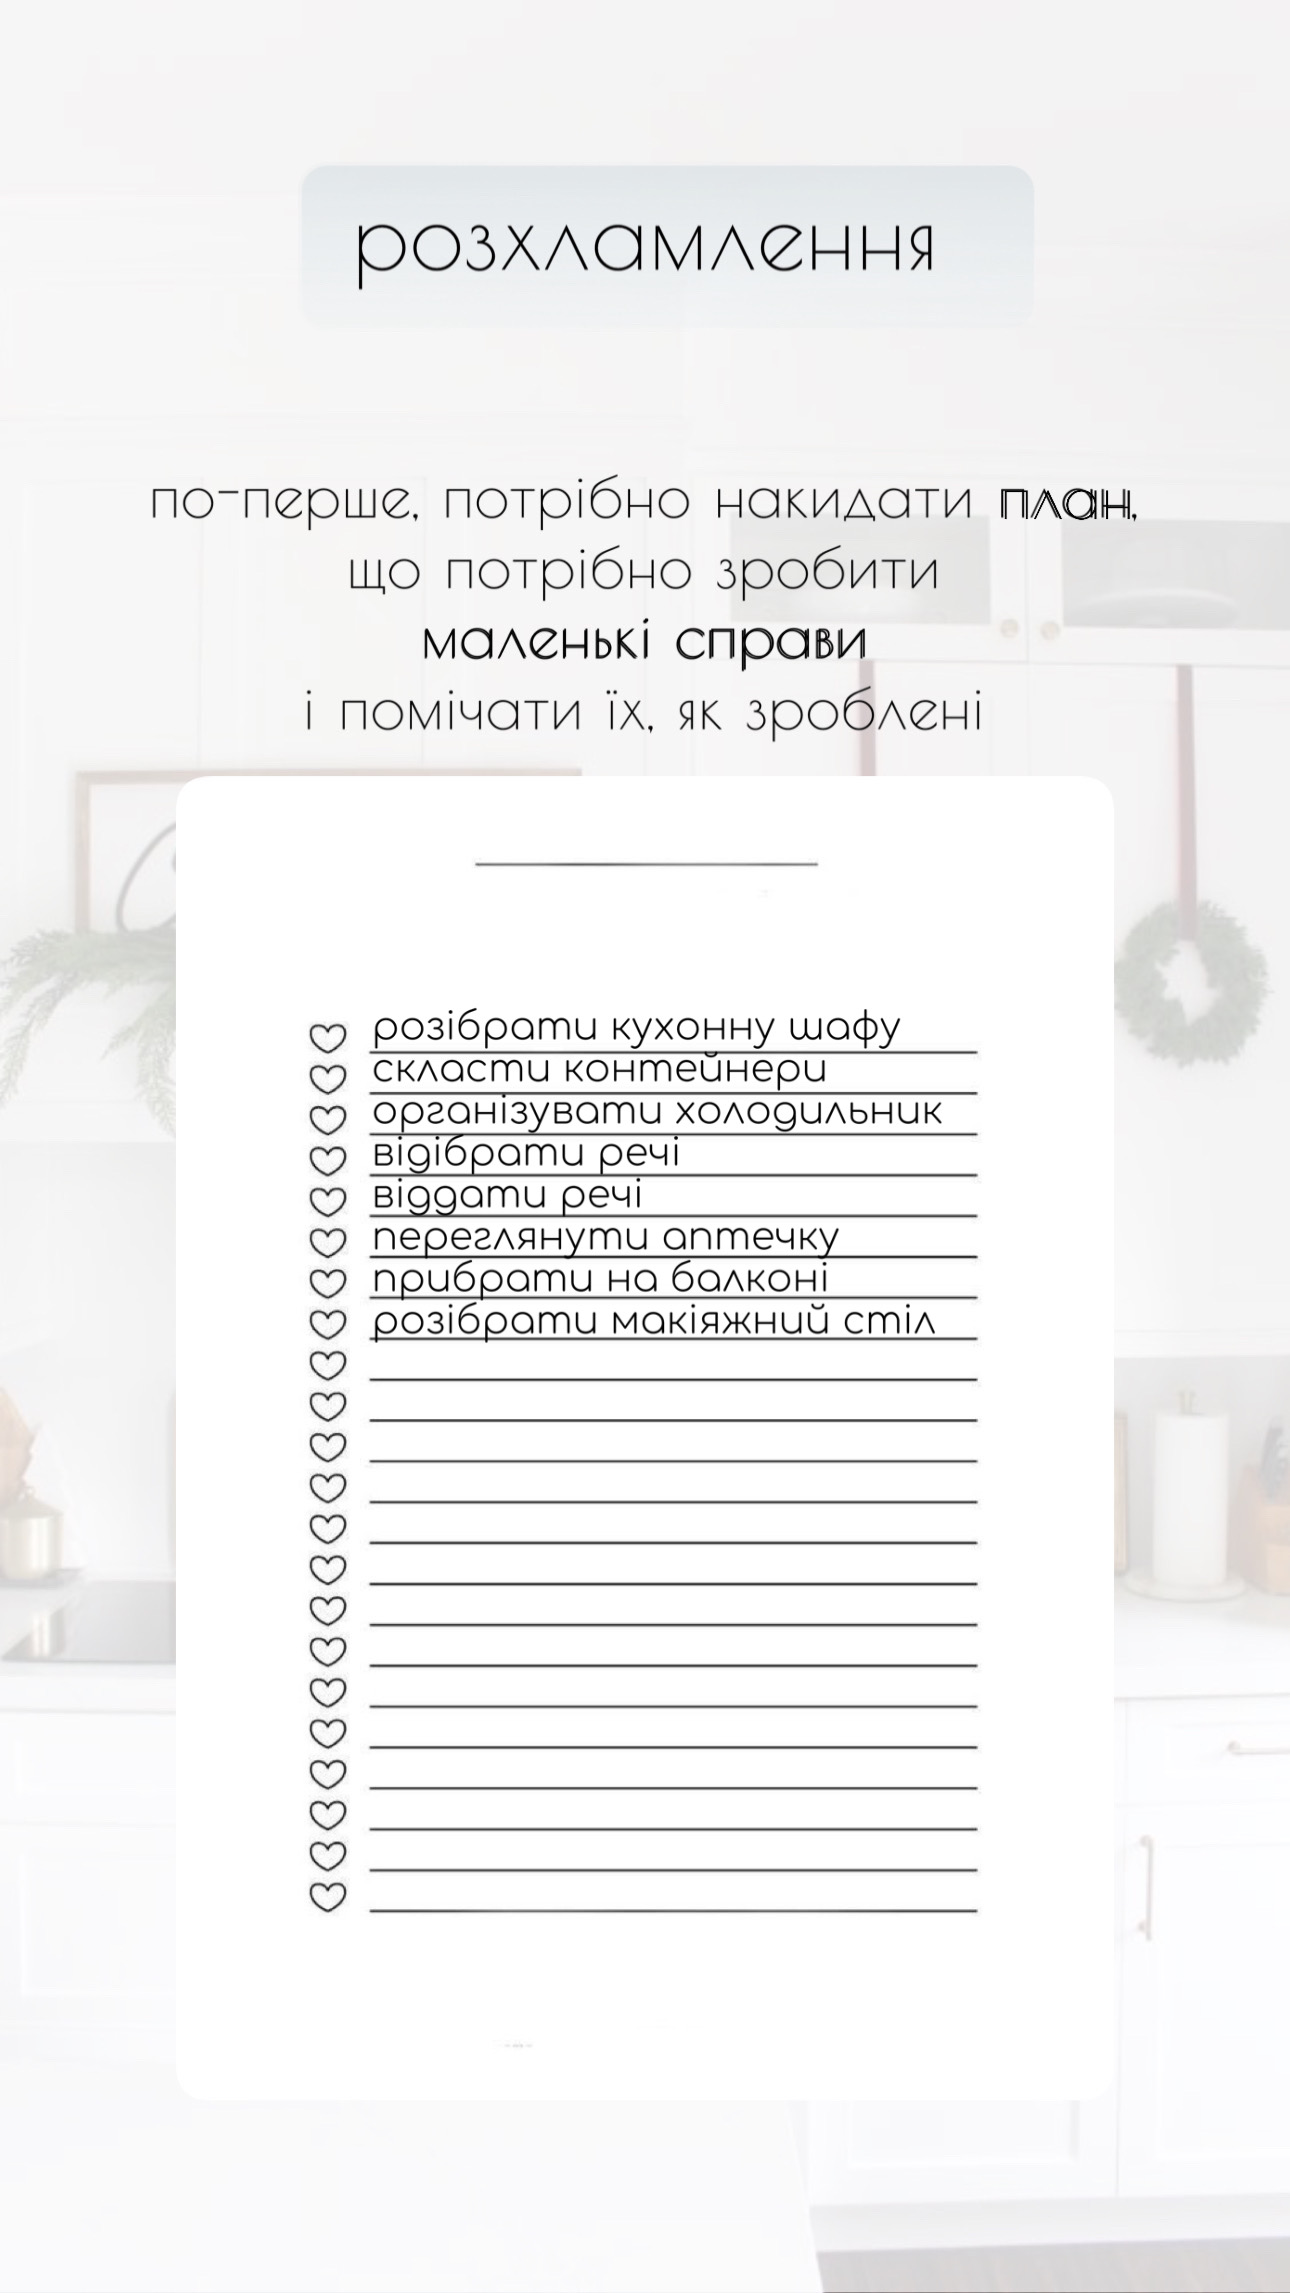 розхламлення
по-перше, потрібно накидати план,
що потрібно зробити
маленькі справи
і помічати їх, як зроблені
розібрати кухонну шафу
скласти контейнери
організувати холодильник
відібрати речі
віддати речі
переглянути аптечку
прибрати на балконі
розібрати макіяжний стіл